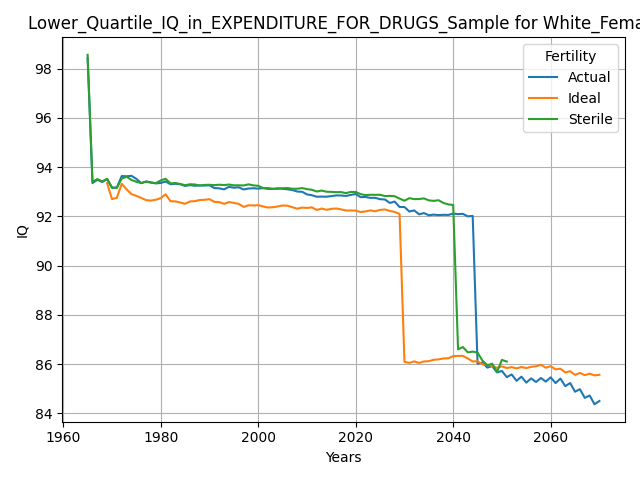 Lower_Quartile_IQ_in_EXPENDITURE_FOR_DRUGS_Sample for White_Fema
Fertility
Actual
Ideal
Sterile
98
96
94
92
90
88
86
84
IQ
1960
1980
2000
2020
2040
2060
Years